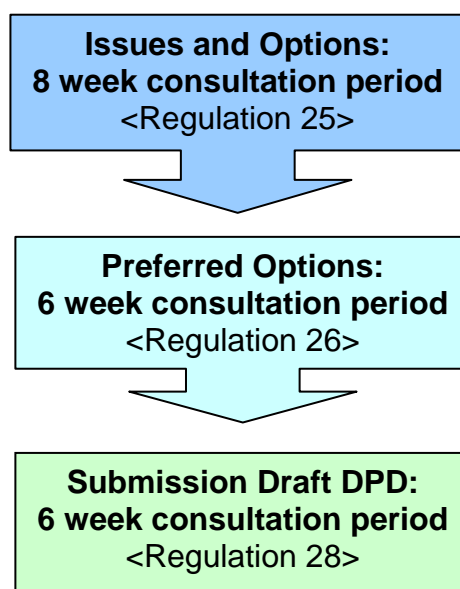 Issues and Options:
8 week consultation period
<Regulation 25>
Preferred Options:
6 week consultation period
<Regulation 26>
Submission Draft DPD:
6 week consultation period
<Regulation 28>